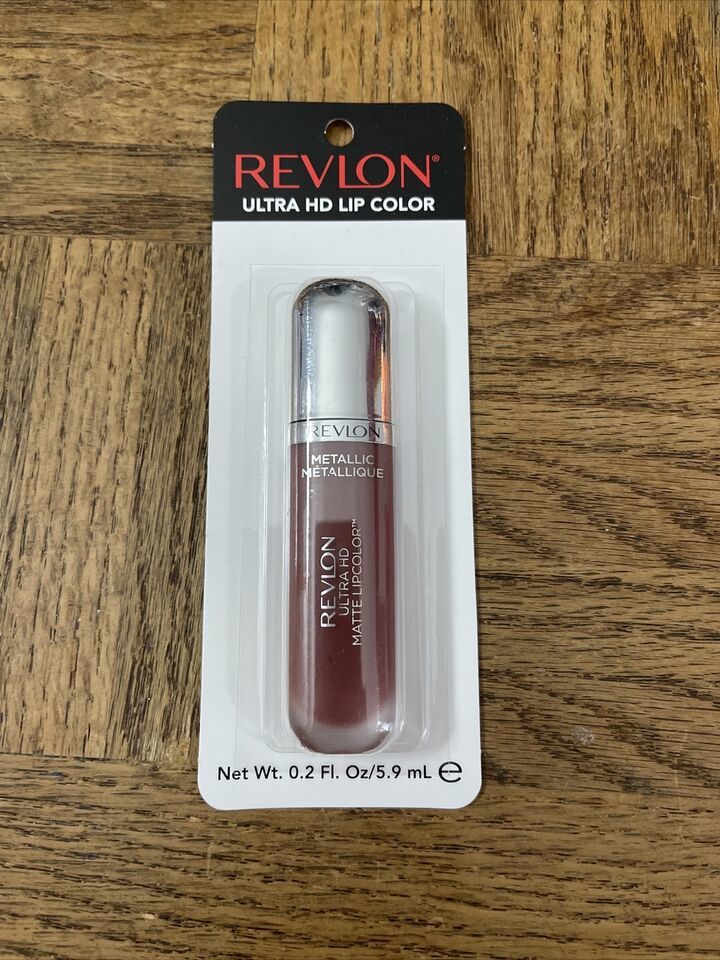 REVLON®
ULTRA HD LIP COLOR
REVLON
METALLIC
MÉTALLIQUE
REVLON
ULTRA HD
MATTE LIPCOLOR™
Net Wt. 0.2 Fl. Oz/5.9 mL ℮